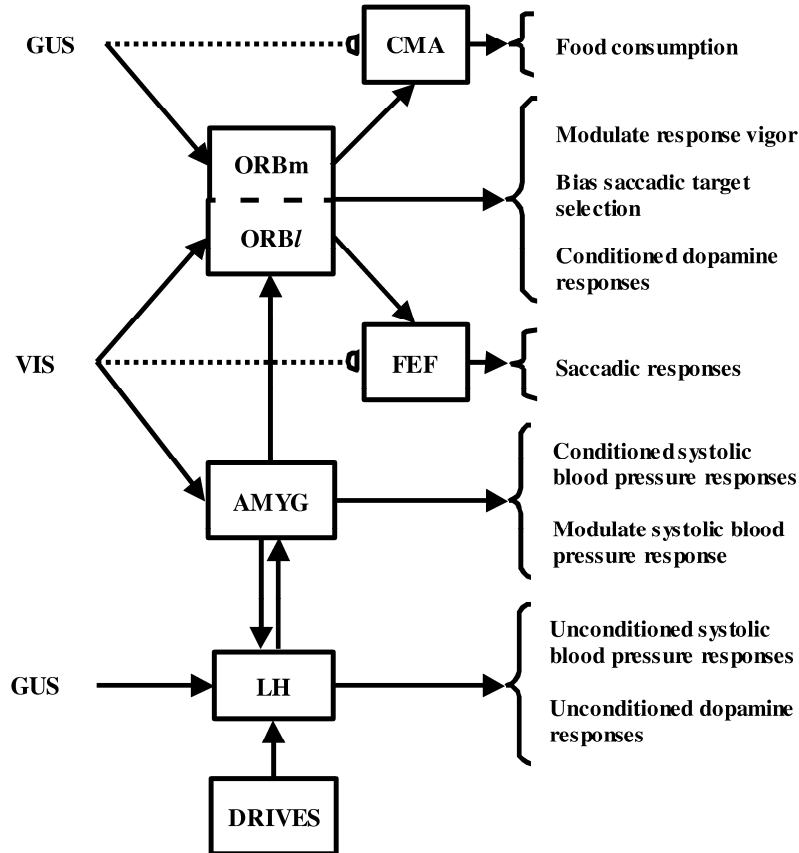 GUS
CMA
Food consumption
ORBm
ORBl
Modulate response vigor
Bias saccadic target
selection
Conditioned dopamine
responses
VIS
FEF
Saccadic responses
AMYG
Conditioned systolic
blood pressure responses
Modulate systolic blood
pressure response
GUS
LH
Unconditioned systolic
blood pressure responses
Unconditioned dopamine
responses
DRIVES